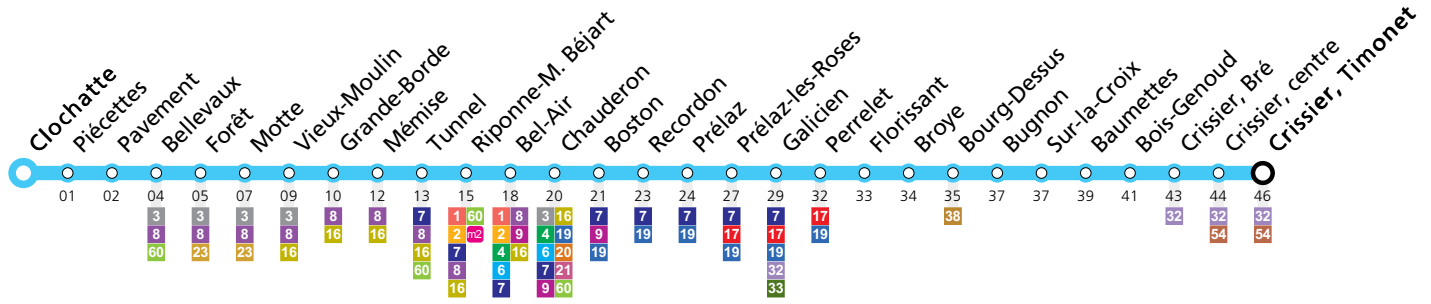 Clochatte
Piécettes
Pavement
Bellevaux
Forêt
Motte
Vieux-Moulin
Grande-Borde
Mémise
Tunnel
Riponne-M. Béjart
Bel-Air
Chauderon
Boston
Recordon
Prélaz
Prélaz-les-Roses
Galicien
Perrelet
Florissant
Broye
Bourg-Dessus
Bugnon
Sur-la-Croix
Baumettes
Bois-Genoud
Crissier, Bré
Crissier, centre
Crissier, Timonet
01 02 04 05 07 09 10 12 13 15 18 20 21 23 24 27 29 32 33 34 35 37 37 39 41 43 44 46
3 3 3 3 8 8 7 1 60 1 8 3 16 7 7 7 7 7 17 38 32 32 32
8 8 8 8 16 16 8 2 m2 2 9 4 19 9 19 19 17 17 19 54 54
60 23 23 16 16 7 4 16 6 20 19 19 19
60 8 6 7 21 32
16 7 9 60 33